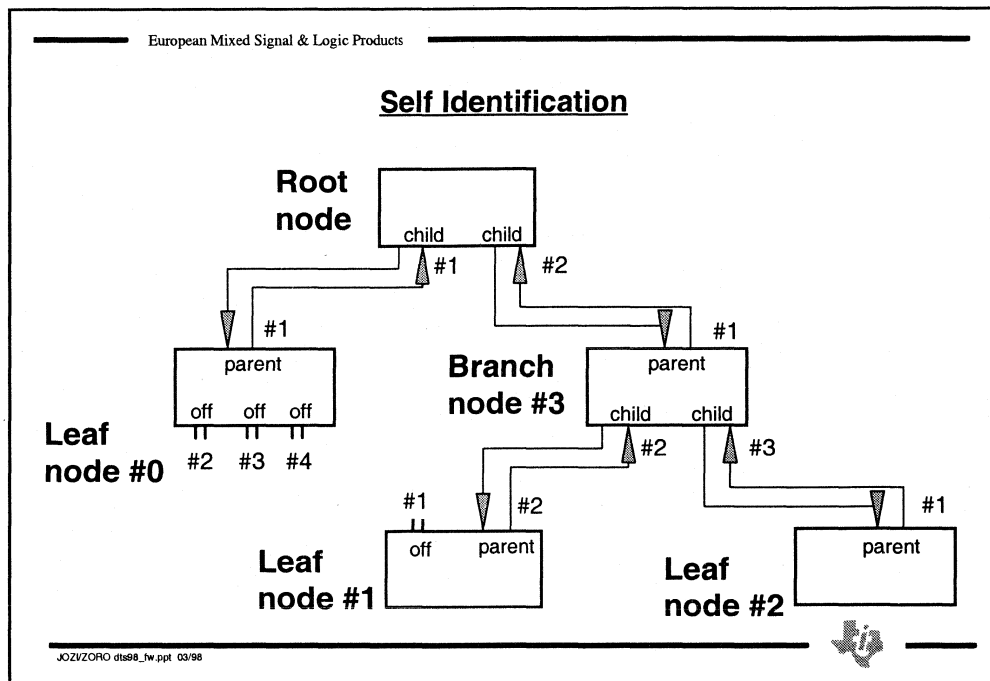 European Mixed Signal & Logic Products
Self Identification
Root
node
child child
#1 #2
#1
parent
off off off
#2 #3 #4
Leaf
node #0
#1
parent
Branch
node #3
child child
#2 #3
#1
off
#2
parent
Leaf
node #1
#1
parent
Leaf
node #2
JOZI/ZORO dts98_fw.ppt 03/98